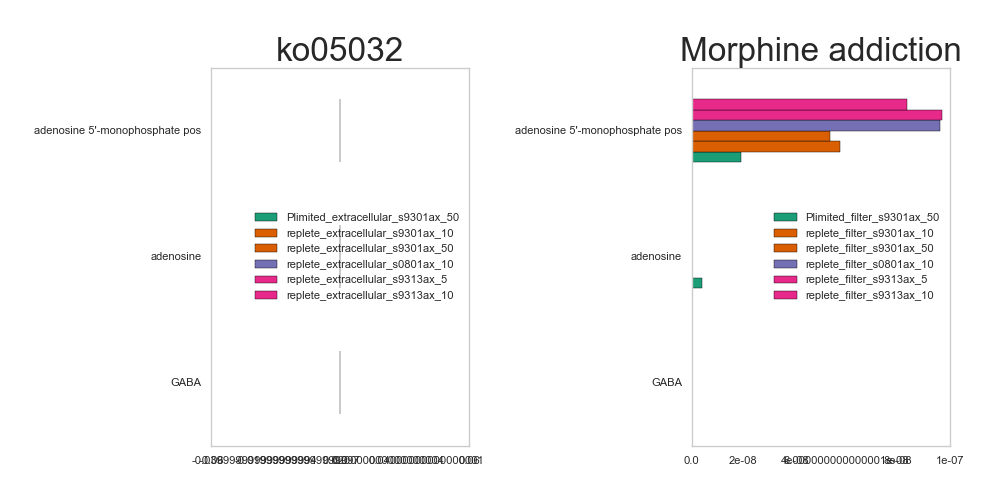 ko05032
adenosine 5'-monophosphate pos
adenosine
GABA
Plimited_extracellular_s9301ax_50
replete_extracellular_s9301ax_10
replete_extracellular_s9301ax_50
replete_extracellular_s0801ax_10
replete_extracellular_s9313ax_5
replete_extracellular_s9313ax_10
Morphine addiction
adenosine 5'-monophosphate pos
adenosine
GABA
Plimited_filter_s9301ax_50
replete_filter_s9301ax_10
replete_filter_s9301ax_50
replete_filter_s0801ax_10
replete_filter_s9313ax_5
replete_filter_s9313ax_10
0.0 2e-08 1e-07